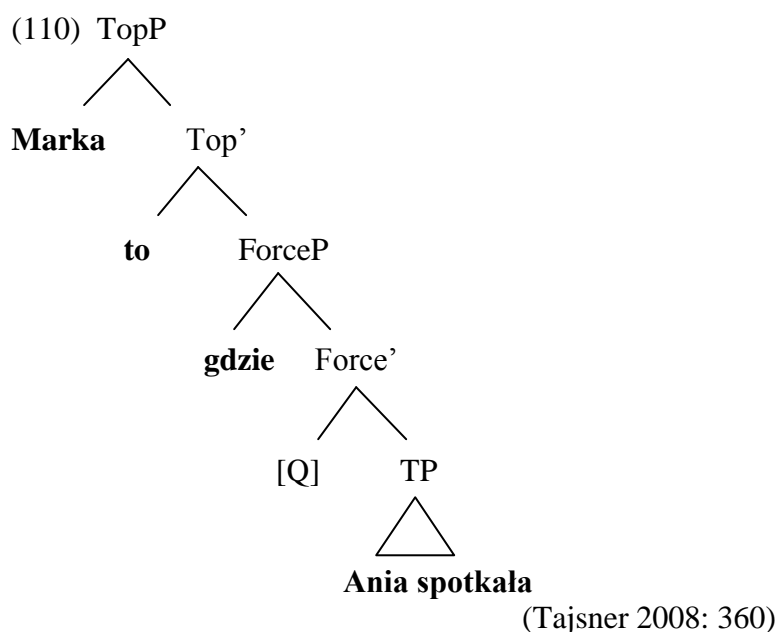 (110) TopP
Marka Top’
to ForceP
gdzie Force’
[Q] TP
Ania spotkała
(Tajsner 2008: 360)